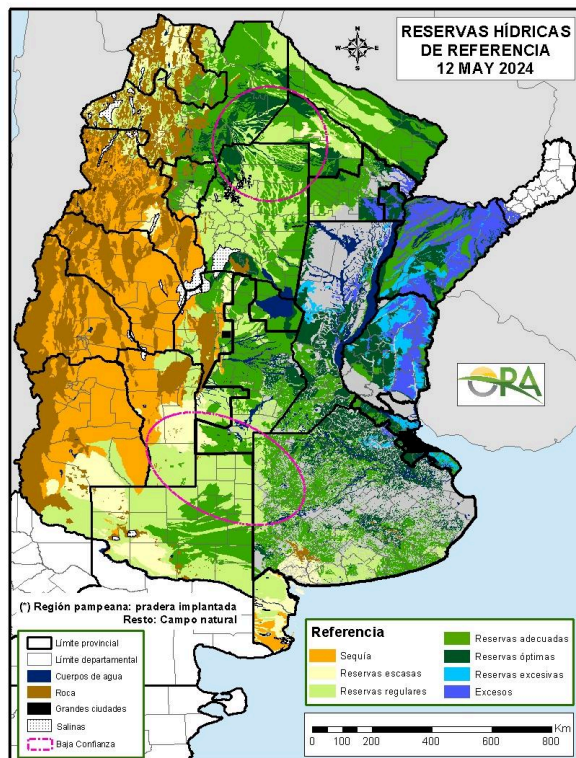 RESERVAS HÍDRICAS
DE REFERENCIA
12 MAY 2024
N
W
E
S
ORA
(*) Región pampeana: pradera implantada
Resto: Campo natural
Límite provincial
Límite departamental
Cuerpos de agua
Roca
Grandes ciudades
Salinas
Baja Confianza
Referencia
Sequía
Reservas escasas
Reservas regulares
Reservas adecuadas
Reservas óptimas
Reservas excesivas
Excesos
0 200 400 600 800
Km